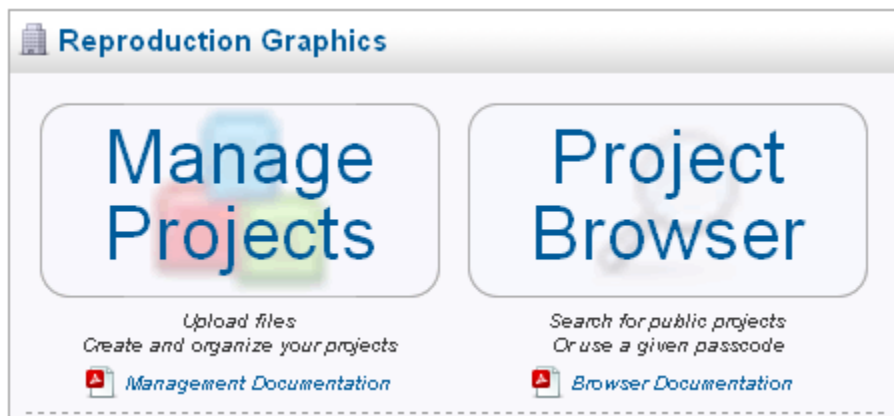 Reproduction Graphics
Manage
Projects
Upload files
Create and organize your projects
Management Documentation
Project
Browser
Search for public projects
Or use a given passcode
Browser Documentation